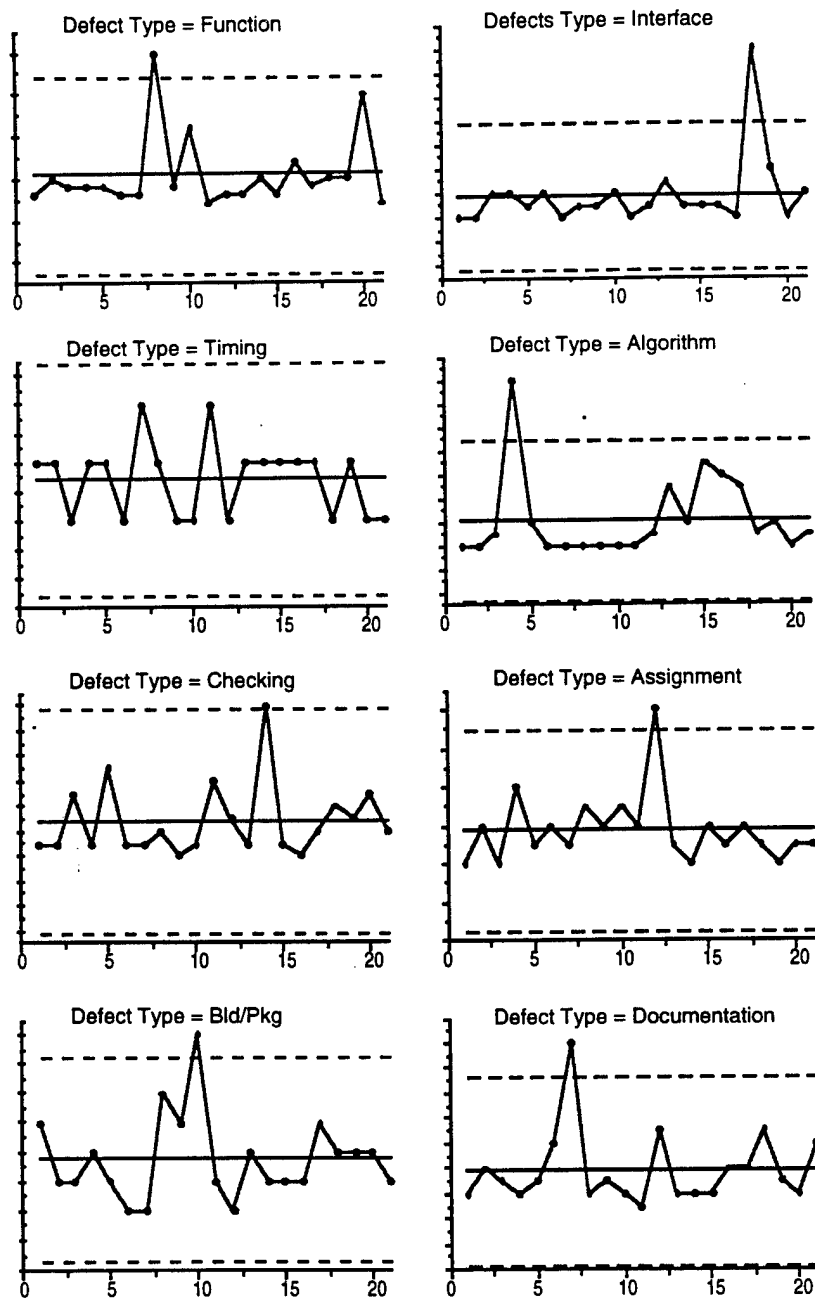 Defect Type = Function
0 5 10 15 20
Defects Type = Interface
0 5 10 15 20
Defect Type = Timing
0 5 10 15 20
Defect Type = Algorithm
0 5 10 15 20
Defect Type = Checking
0 5 10 15 20
Defect Type = Assignment
0 5 10 15 20
Defect Type = Bld/Pkg
0 5 10 15 20
Defect Type = Documentation
0 5 10 15 20